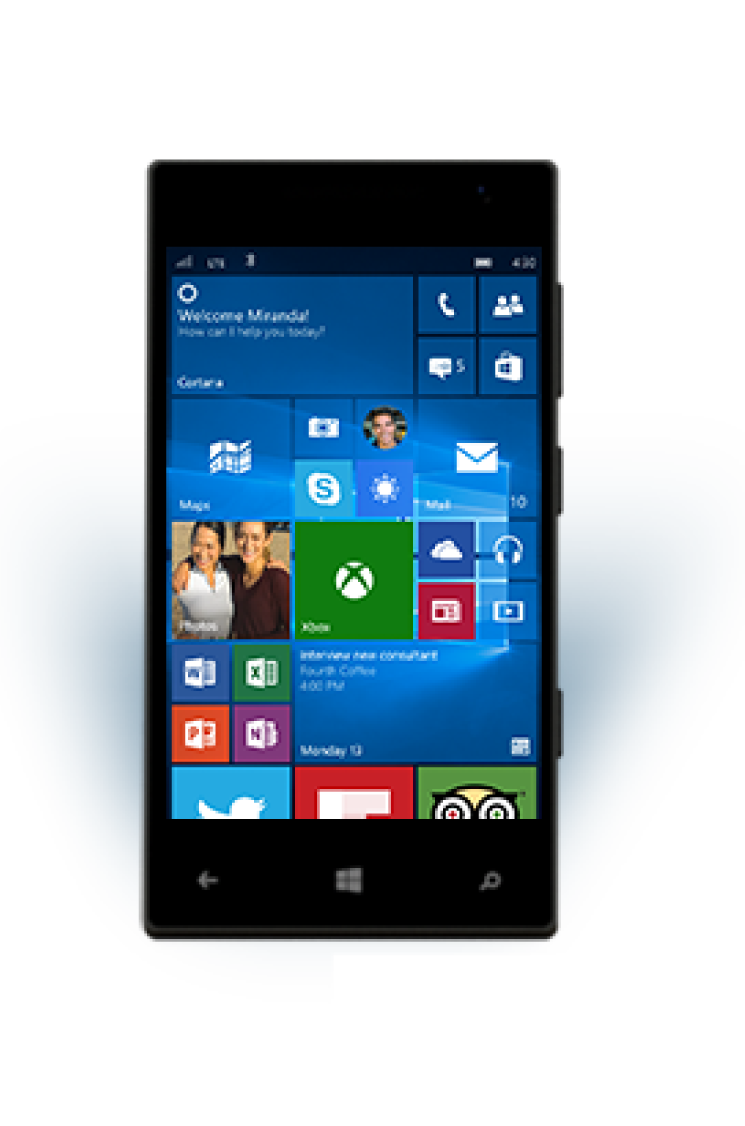 LTE 4:30
Welcome Miranda!
How can I help you today?
Cortana
5
Maps
Mail 10
Photos
Xbox
Interview new consultant
Fourth Coffee
4:00 PM
Monday 13